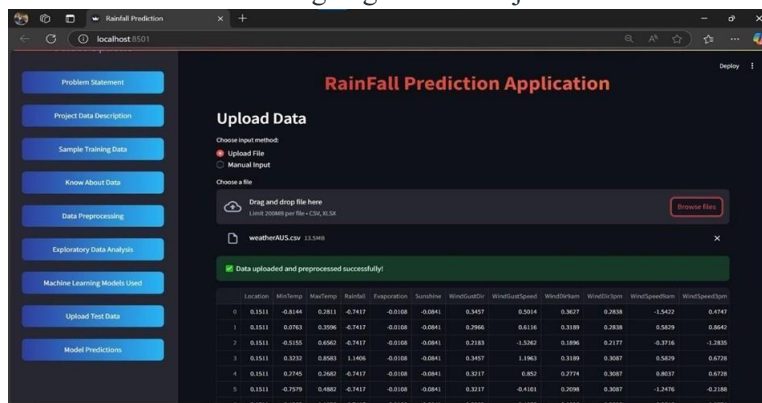 Rainfall Prediction
localhost:8501
Deploy
Problem Statement
Project Data Description
Sample Training Data
Know About Data
Data Preprocessing
Exploratory Data Analysis
Machine Learning Models Used
Upload Test Data
Model Predictions
RainFall Prediction Application
Upload Data
Choose input method:
Upload File
Manual Input
Choose a file
Drag and drop file here
Limit 200MB per file • CSV, XLSX
Browse files
weatherAUS.csv 13.5MB
Data uploaded and preprocessed successfully!
Location MinTemp MaxTemp Rainfall Evaporation Sunshine WindGustDir WindGustSpeed WindDir9am WindDir3pm WindSpeed9am WindSpeed3pm
0 0.1511 -0.8144 0.2811 -0.7417 -0.0108 -0.0841 0.3457 0.5014 0.3627 0.2838 -1.5422 0.4747
1 0.1511 0.0763 0.3596 -0.7417 -0.0108 -0.0841 0.2966 0.6116 0.3189 0.2838 0.5829 0.8642
2 0.1511 -0.5155 0.6562 -0.7417 -0.0108 -0.0841 0.2183 -1.5262 0.1896 0.2177 -0.3716 -1.2835
3 0.1511 0.3232 0.8583 1.1406 -0.0108 -0.0841 0.3457 1.1963 0.3189 0.3087 0.5829 0.6728
4 0.1511 0.2745 0.2682 -0.7417 -0.0108 -0.0841 0.3217 0.852 0.2774 0.3087 0.8037 0.6728
5 0.1511 -0.7579 0.4882 -0.7417 -0.0108 -0.0841 0.3217 -0.4101 0.2098 0.3087 -1.2476 -0.2188